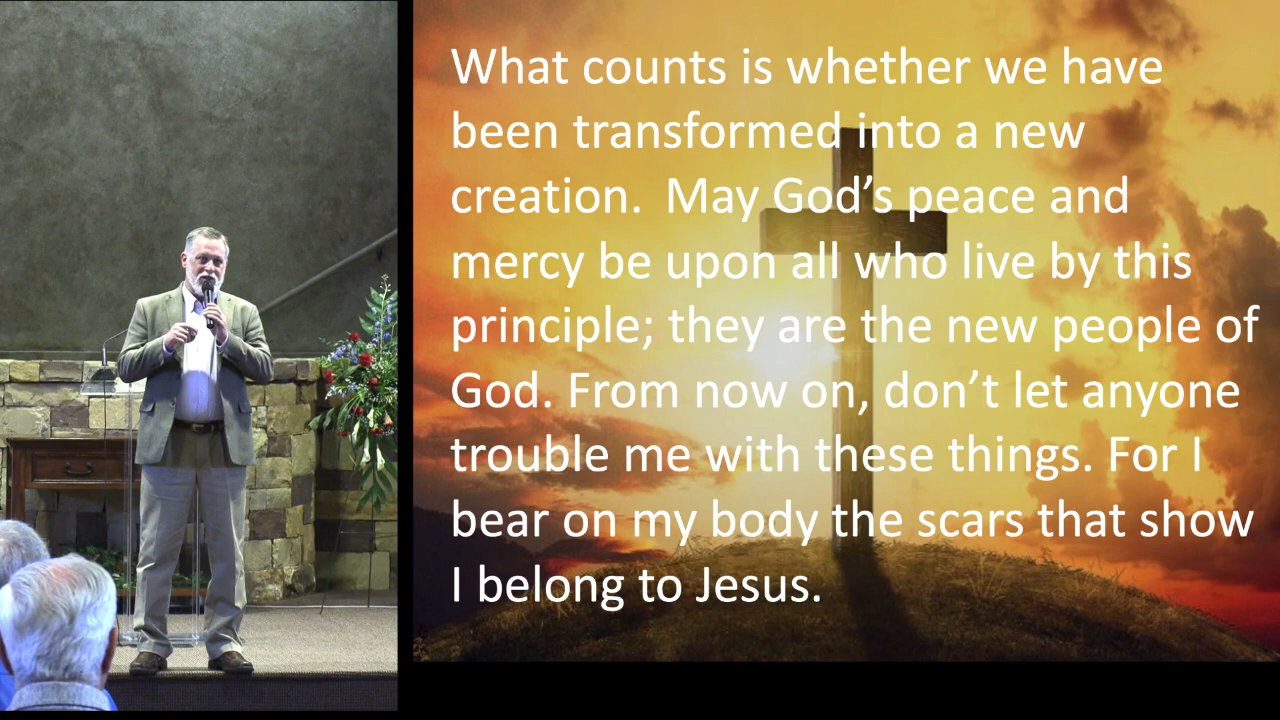 What counts is whether we have
been transformed into a new
creation.  May God’s peace and
mercy be upon all who live by this
principle; they are the new people of
God. From now on, don’t let anyone
trouble me with these things. For I
bear on my body the scars that show
I belong to Jesus.